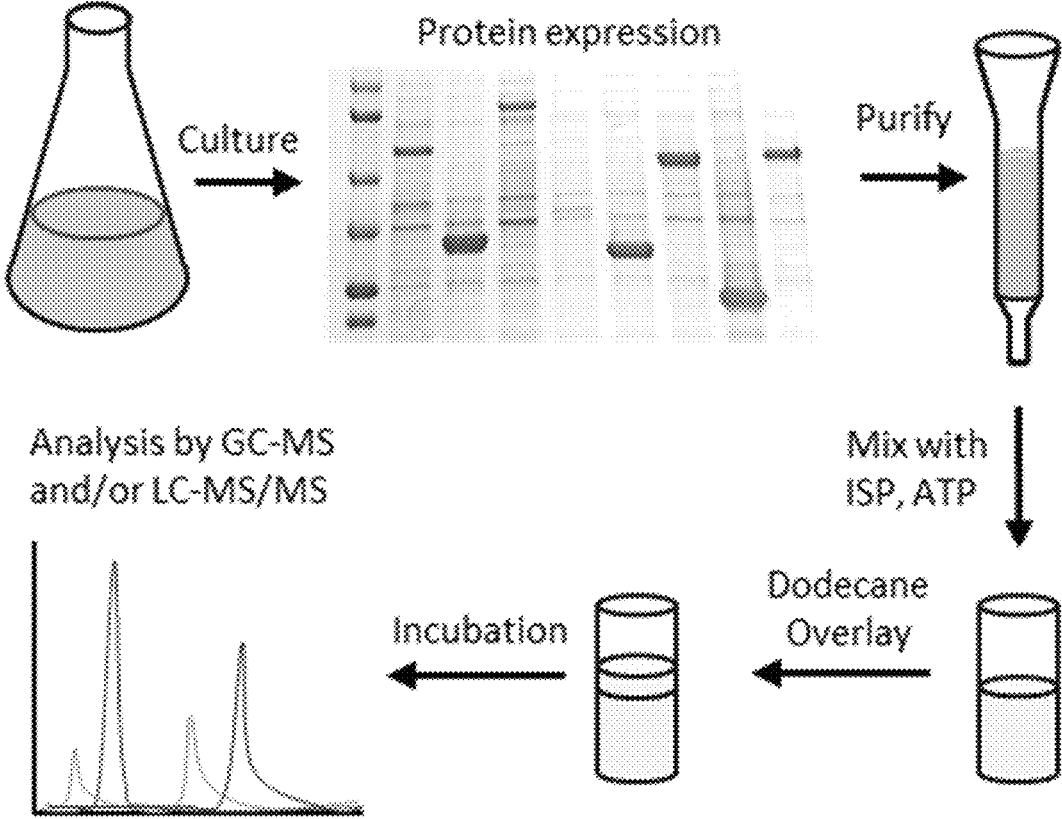 Protein expression
Culture
Purify
Mix with
ISP, ATP
Dodecane
Overlay
Incubation
Analysis by GC-MS
and/or LC-MS/MS